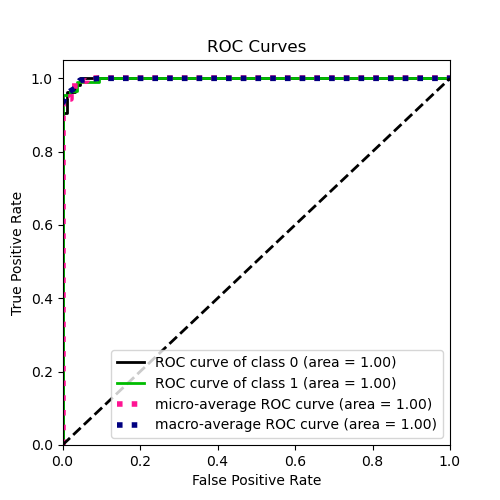 ROC Curves
True Positive Rate
1.0
0.8
0.6
0.4
0.2
0.0
ROC curve of class 0 (area = 1.00)
ROC curve of class 1 (area = 1.00)
micro-average ROC curve (area = 1.00)
macro-average ROC curve (area = 1.00)
0.0 0.2 0.4 0.6 0.8 1.0
False Positive Rate